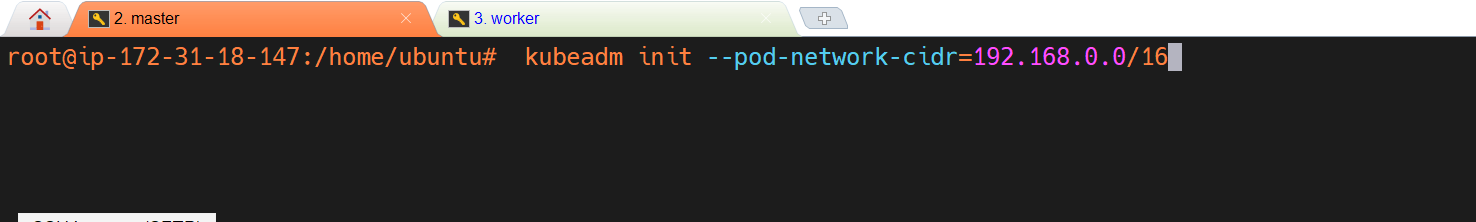 2. master
3. worker
root@ip-172-31-18-147:/home/ubuntu# kubeadm init --pod-network-cidr=192.168.0.0/16